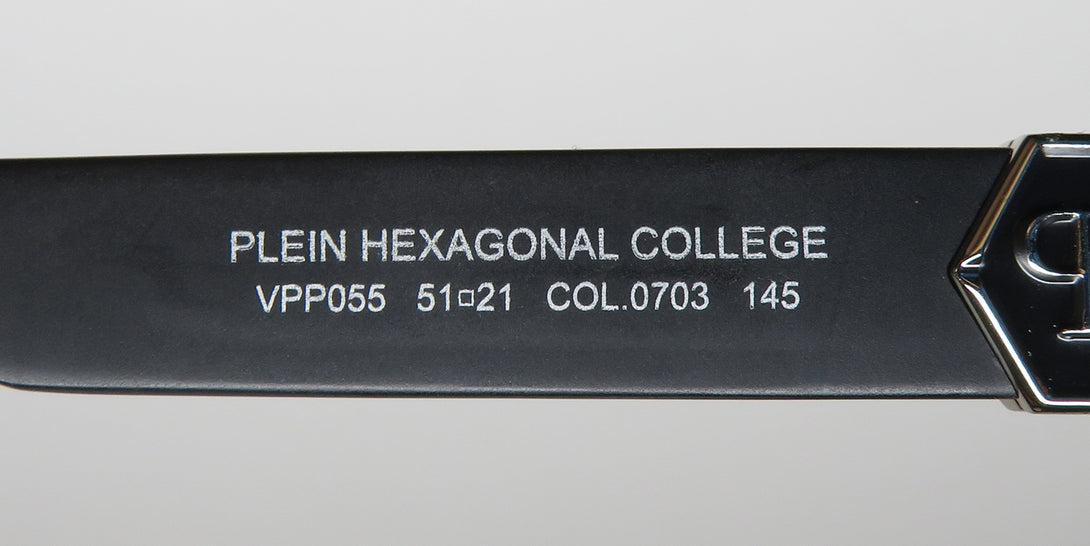 PLEIN HEXAGONAL COLLEGE
VPP055 51□21 COL.0703 145